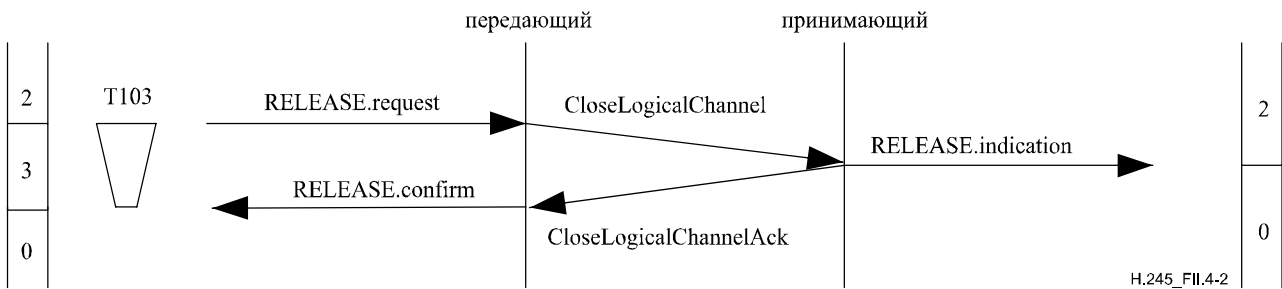 передающий
принимающий
2
T103
RELEASE.request
CloseLogicalChannel
2
3
RELEASE.indication
RELEASE.confirm
0
CloseLogicalChannelAck
0
H.245_FII.4-2